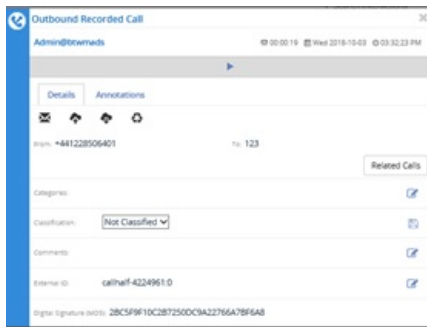 Outbound Recorded Call
Admin@btwmads 00:00:19 Wed 2018-10-03 03:32:23 PM
Details Annotations
From: +441228506401 To: 123
Related Calls
Categories:
Classification: Not Classified
Comments:
External ID: callhalf-4224961:0
Digital Signature (MD5): 2BC5F9F10C2B7250DC9A22766A7BF6A8